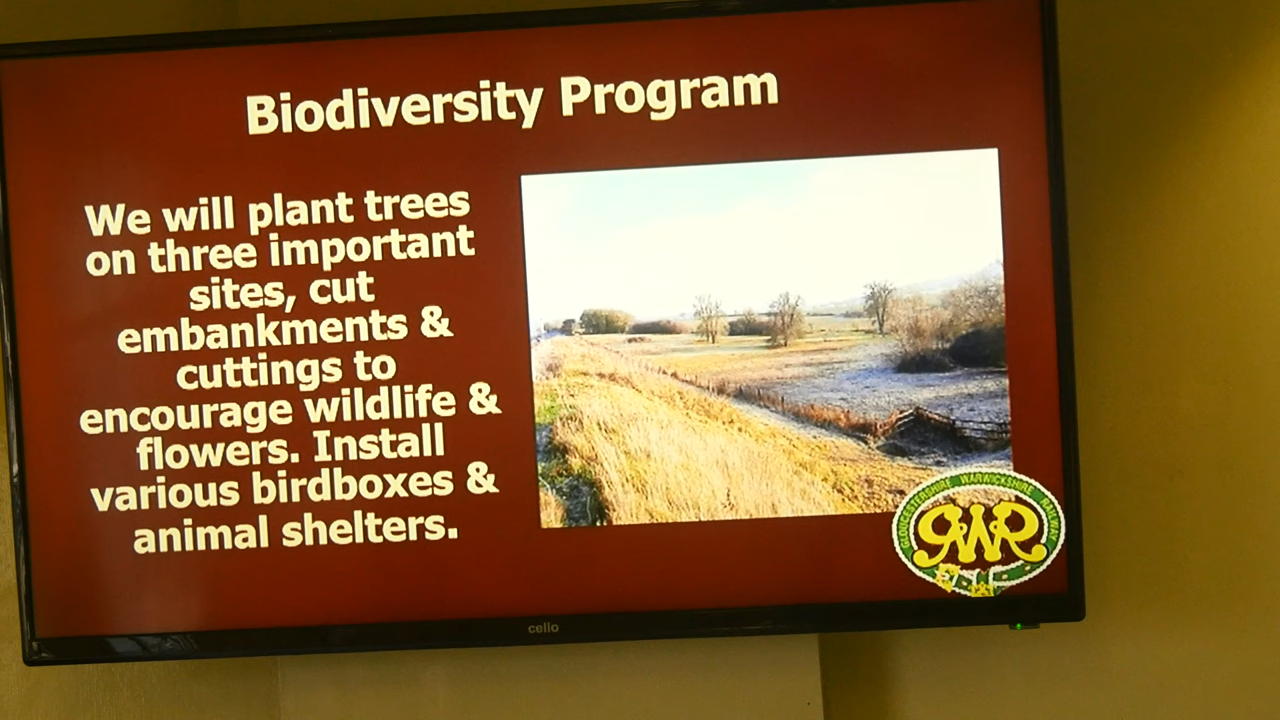 Biodiversity Program
We will plant trees
on three important
sites, cut
embankments &
cuttings to
encourage wildlife &
flowers. Install
various birdboxes &
animal shelters.
GLOUCESTERSHIRE WARWICKSHIRE RAILWAY
GWR
cello